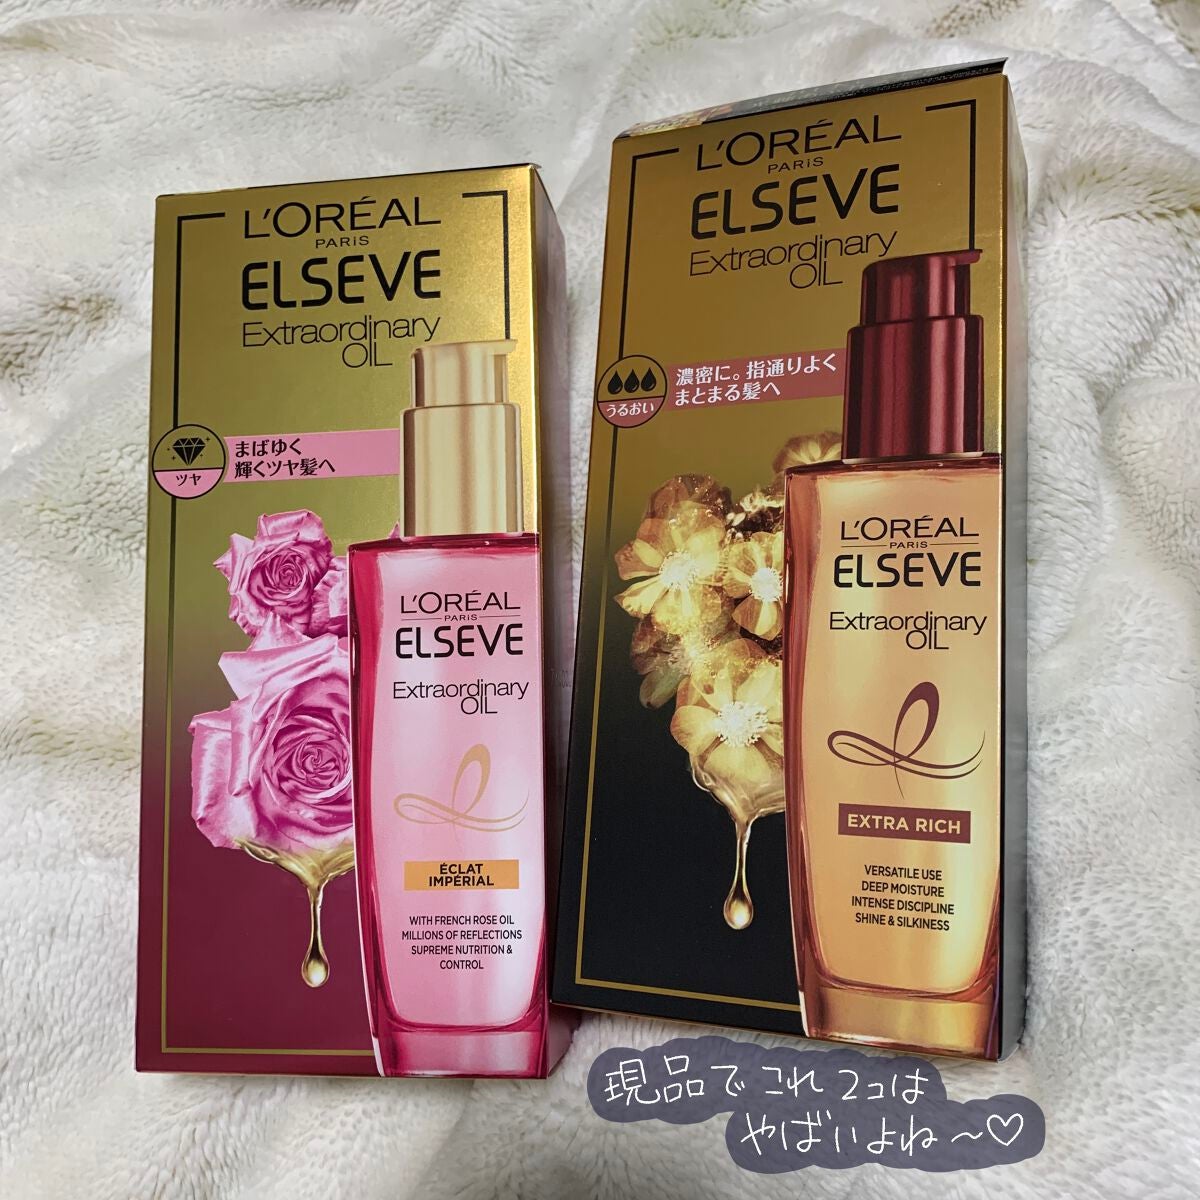 L'ORÉAL
PARIS
ELSEVE
Extraordinary
OIL
ツヤ
まばゆく
輝くツヤ髪へ
L'ORÉAL
PARIS
ELSEVE
Extraordinary
OIL
ÉCLAT
IMPÉRIAL
WITH FRENCH ROSE OIL
MILLIONS OF REFLECTIONS
SUPREME NUTRITION &
CONTROL
L'ORÉAL
PARIS
ELSEVE
Extraordinary
OIL
うるおい
濃密に。指通りよく
まとまる髪へ
L'ORÉAL
PARIS
ELSEVE
Extraordinary
OIL
EXTRA RICH
VERSATILE USE
DEEP MOISTURE
INTENSE DISCIPLINE
SHINE & SILKINESS
現品でこれ2コは
やばいよね〜♡